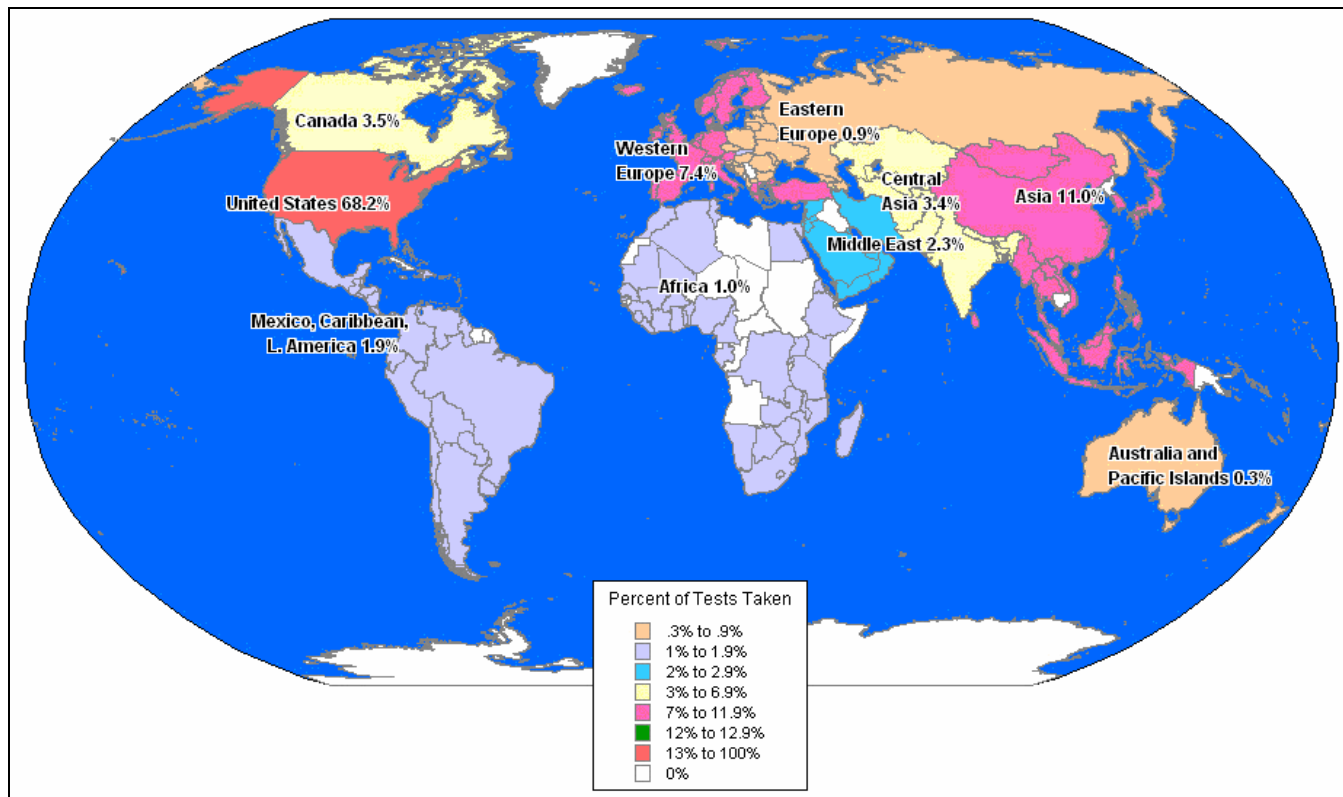 Canada 3.5%
United States 68.2%
Mexico, Caribbean,
L. America 1.9%
Western
Europe 7.4%
Eastern
Europe 0.9%
Central
Asia 3.4%
Asia 11.0%
Middle East 2.3%
Africa 1.0%
Australia and
Pacific Islands 0.3%
Percent of Tests Taken
.3% to .9%
1% to 1.9%
2% to 2.9%
3% to 6.9%
7% to 11.9%
12% to 12.9%
13% to 100%
0%